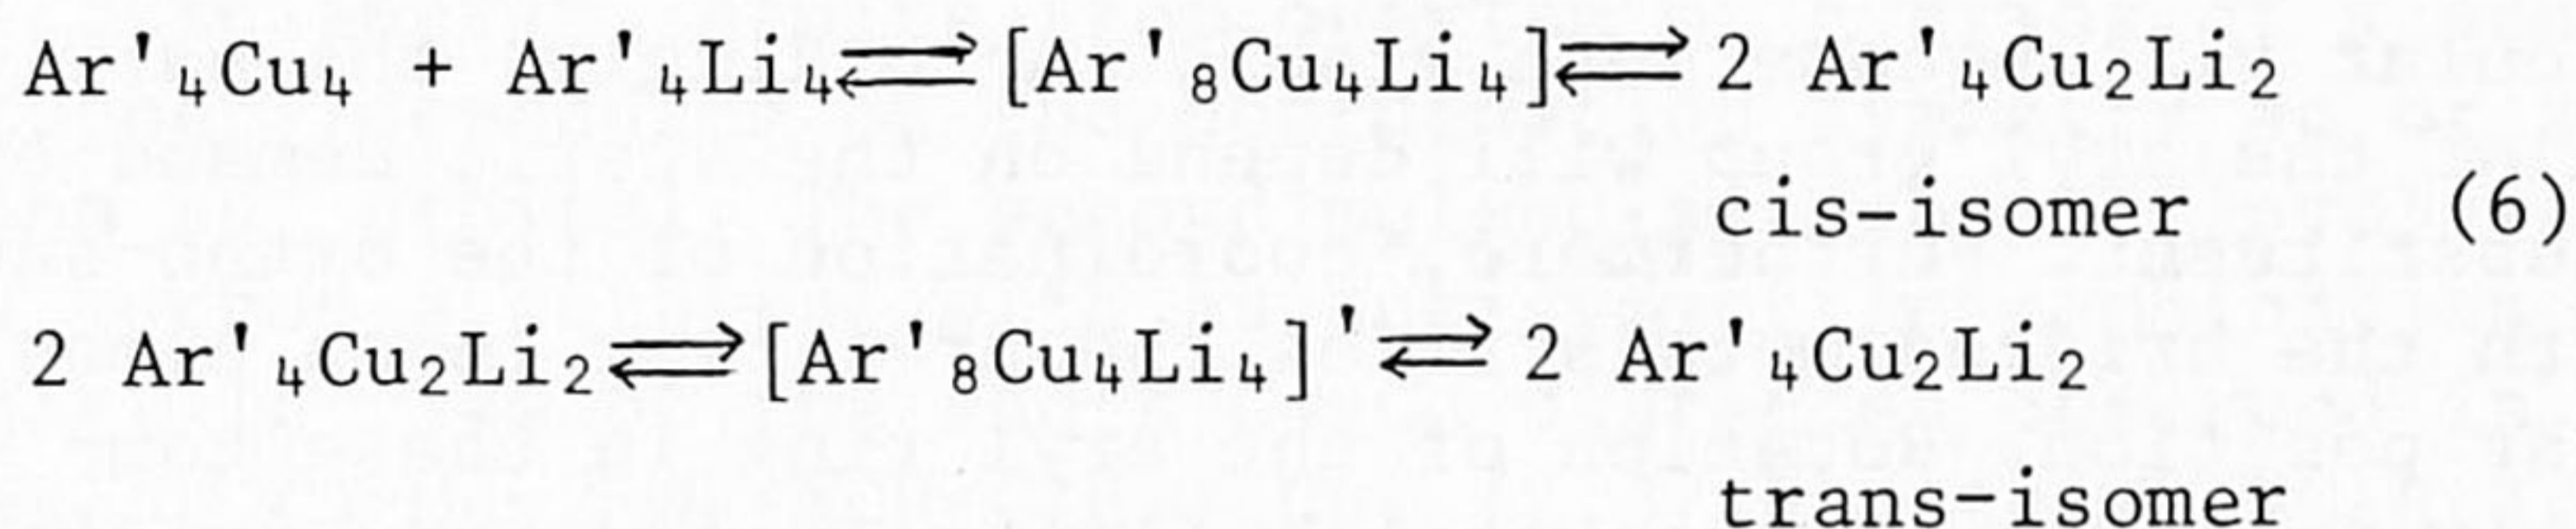 Ar'₄Cu₄ + Ar'₄Li₄⇌[Ar'₈Cu₄Li₄]⇌2 Ar'₄Cu₂Li₂
cis-isomer (6)
2 Ar'₄Cu₂Li₂⇌[Ar'₈Cu₄Li₄]'⇌2 Ar'₄Cu₂Li₂
trans-isomer